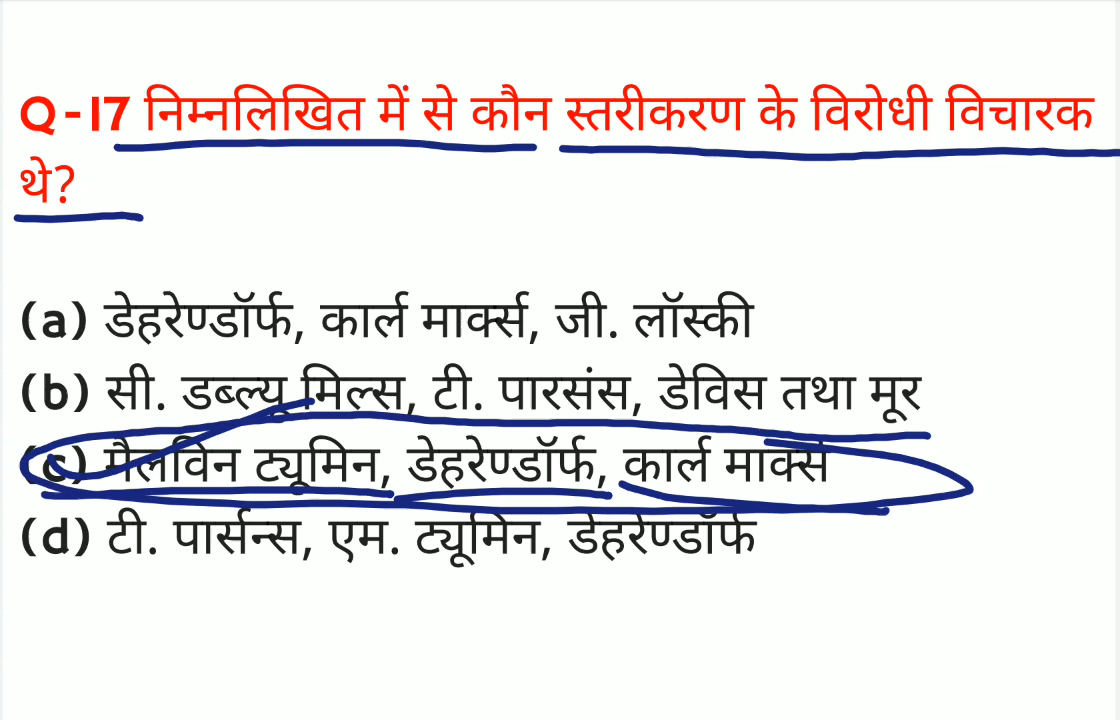 Q-17 निम्नलिखित में से कौन स्तरीकरण के विरोधी विचारक
थे?
(a) डेहरेण्डॉर्फ, कार्ल मार्क्स, जी. लॉस्की
(b) सी. डब्ल्यू मिल्स, टी. पारसंस, डेविस तथा मूर
(c) मैलविन ट्यूमिन, डेहरेण्डॉर्फ, कार्ल मार्क्स
(d) टी. पार्सन्स, एम. ट्यूमिन, डेहरेण्डॉर्फ